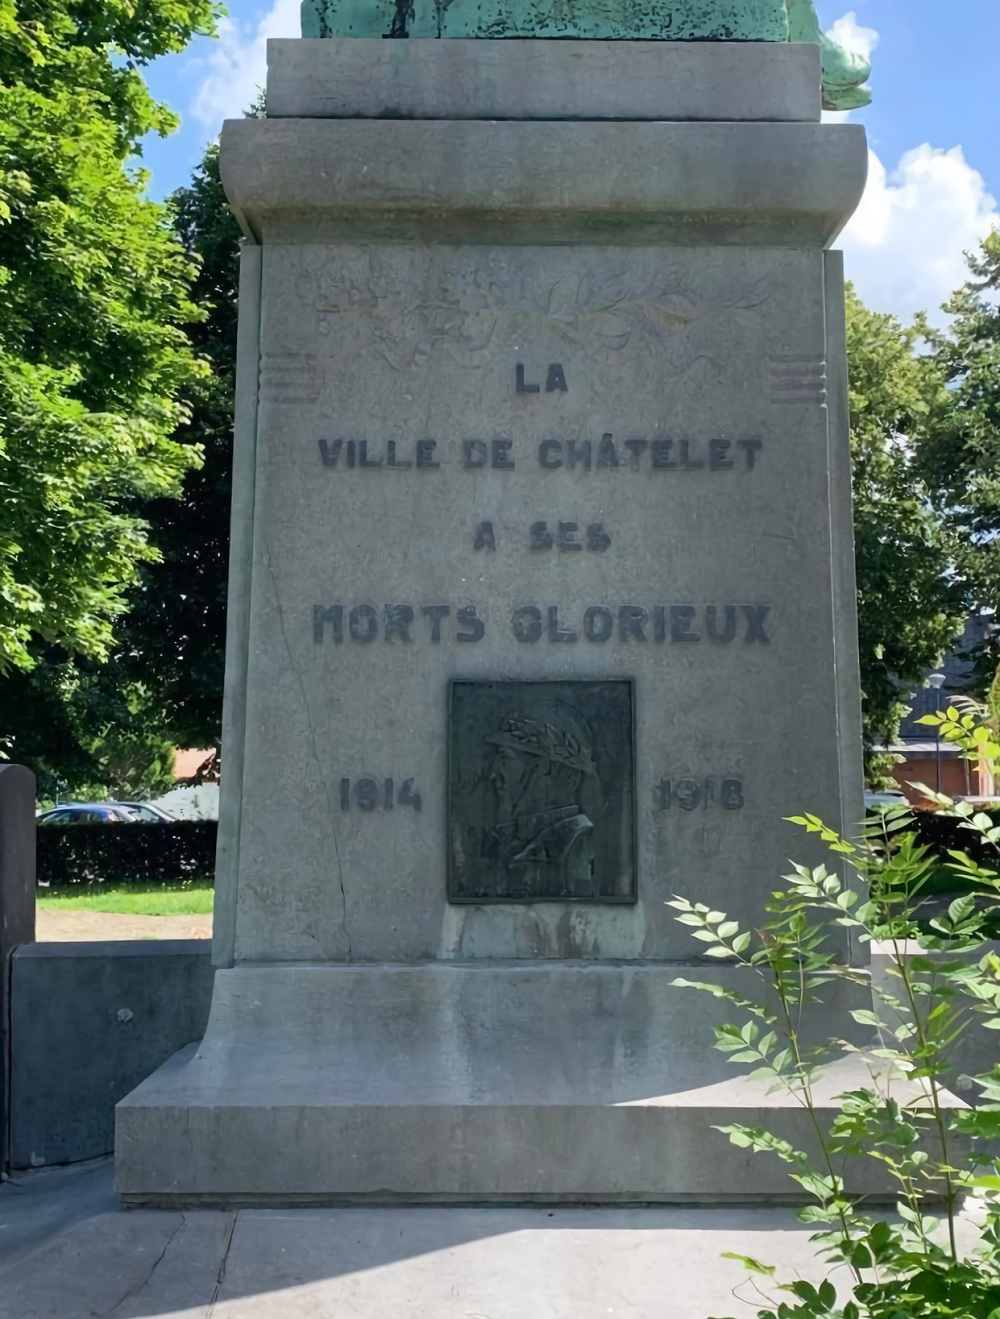 LA
VILLE DE CHÂTELET
A SES
MORTS GLORIEUX
1914 1918